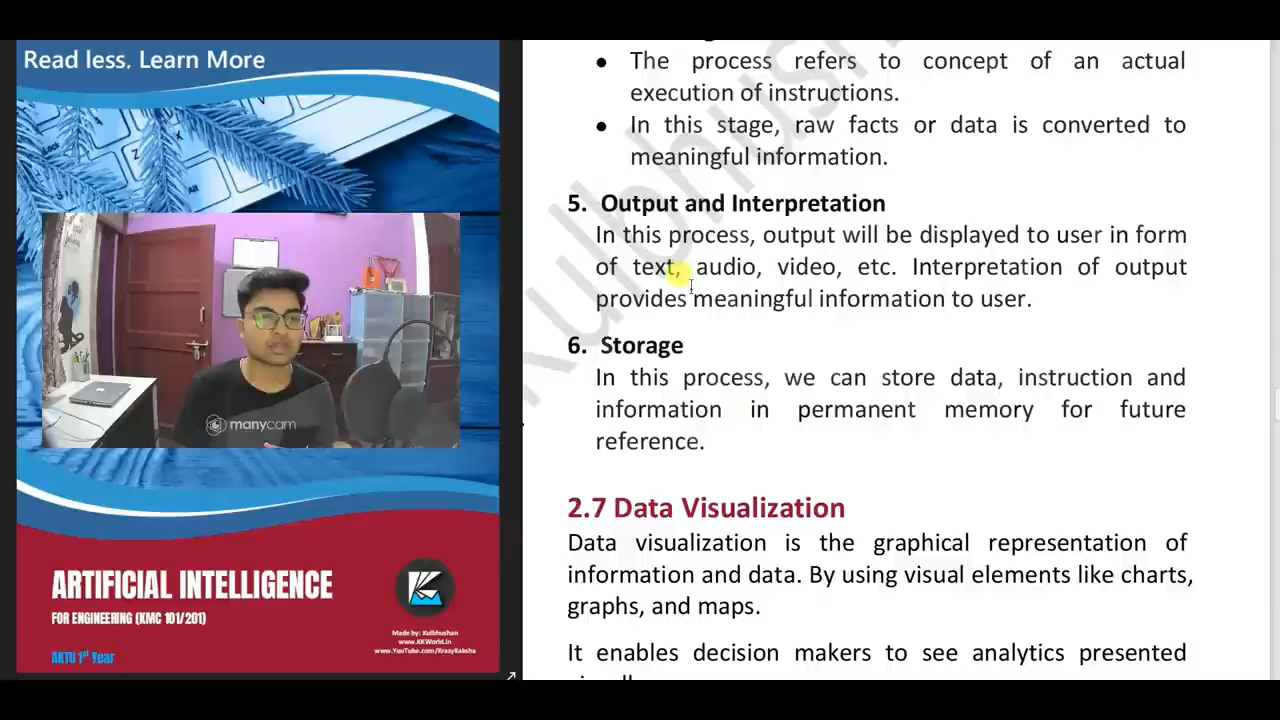 Read less. Learn More
manycam
ARTIFICIAL INTELLIGENCE
FOR ENGINEERING (KMC 101/201)
Made by: Kulbhushan
www.KKWorld.in
www.YouTube.com/KrazyKaksha
AKTU 1st Year
The process refers to concept of an actual
execution of instructions.
In this stage, raw facts or data is converted to
meaningful information.
5. Output and Interpretation
In this process, output will be displayed to user in form
of text, audio, video, etc. Interpretation of output
provides meaningful information to user.
6. Storage
In this process, we can store data, instruction and
information in permanent memory for future
reference.
2.7 Data Visualization
Data visualization is the graphical representation of
information and data. By using visual elements like charts,
graphs, and maps.
It enables decision makers to see analytics presented